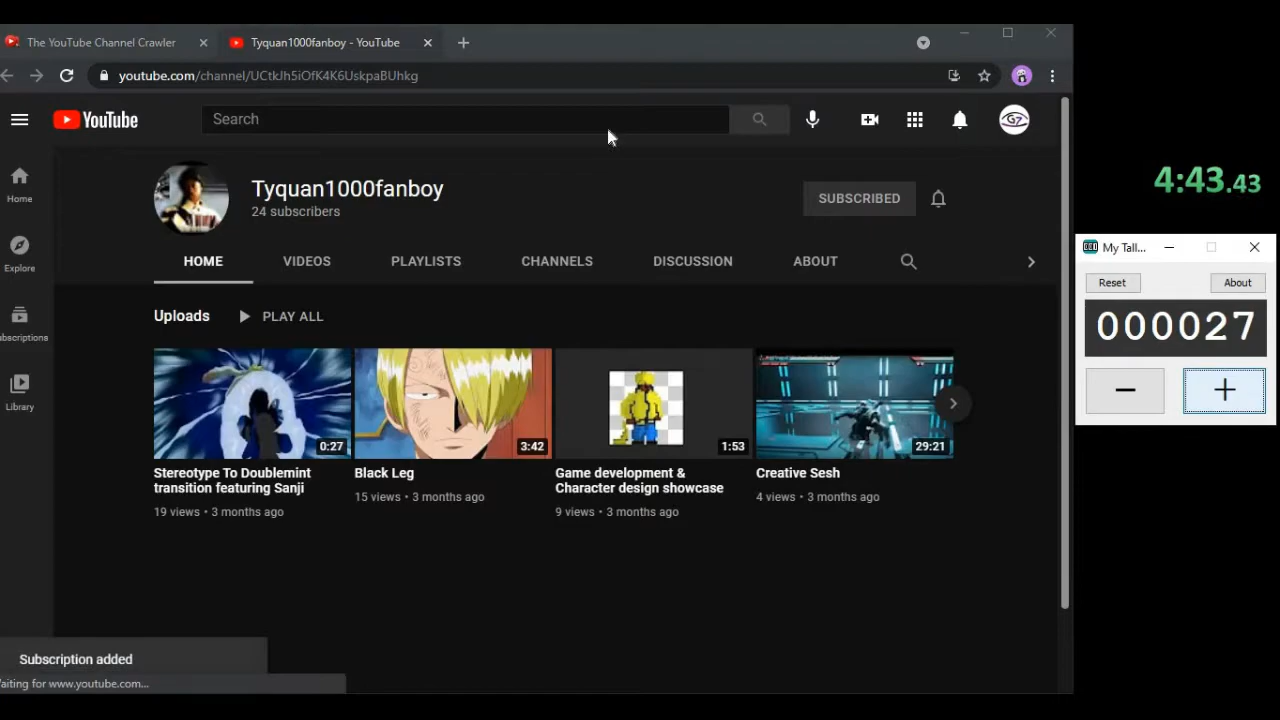 The YouTube Channel Crawler
Tyquan1000fanboy - YouTube
youtube.com/channel/UCtkJh5iOfK4K6UskpaBUhkg
YouTube
Search
G7
4:43.43
Home
Explore
ubscriptions
Library
Tyquan1000fanboy
24 subscribers
SUBSCRIBED
HOME VIDEOS PLAYLISTS CHANNELS DISCUSSION ABOUT
Uploads PLAY ALL
0:27
Stereotype To Doublemint
transition featuring Sanji
19 views • 3 months ago
3:42
Black Leg
15 views • 3 months ago
1:53
Game development &
Character design showcase
9 views • 3 months ago
29:21
Creative Sesh
4 views • 3 months ago
My Tall...
Reset About
000027
− +
Subscription added
aiting for www.youtube.com...